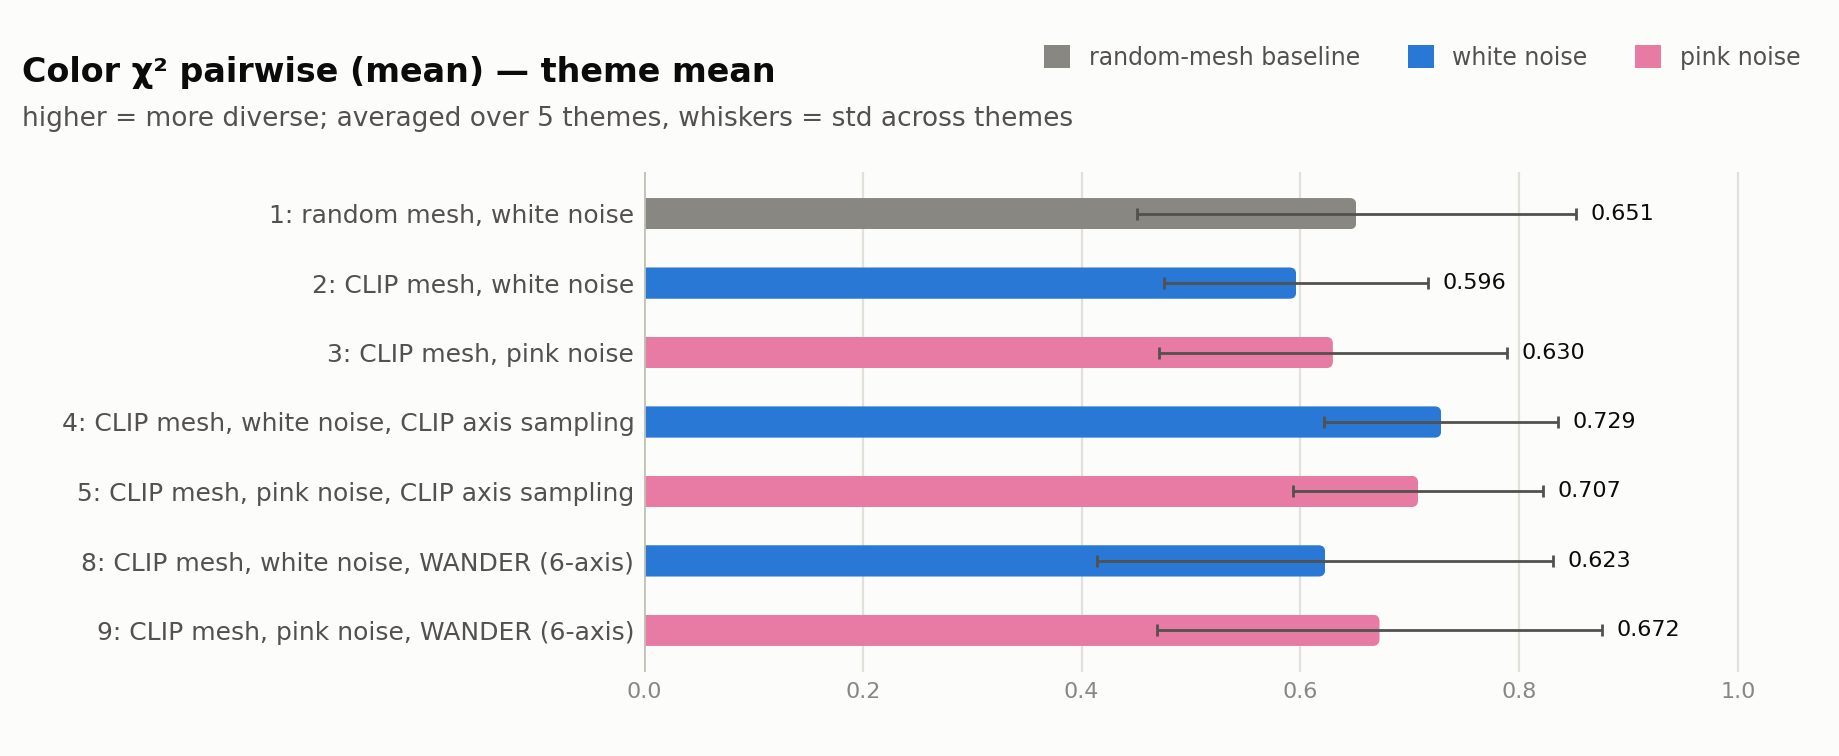 Color χ² pairwise (mean) — theme mean
higher = more diverse; averaged over 5 themes, whiskers = std across themes
random-mesh baseline
white noise
pink noise
1: random mesh, white noise
0.651
2: CLIP mesh, white noise
0.596
3: CLIP mesh, pink noise
0.630
4: CLIP mesh, white noise, CLIP axis sampling
0.729
5: CLIP mesh, pink noise, CLIP axis sampling
0.707
8: CLIP mesh, white noise, WANDER (6-axis)
0.623
9: CLIP mesh, pink noise, WANDER (6-axis)
0.672
0.0 0.2 0.4 0.6 0.8 1.0